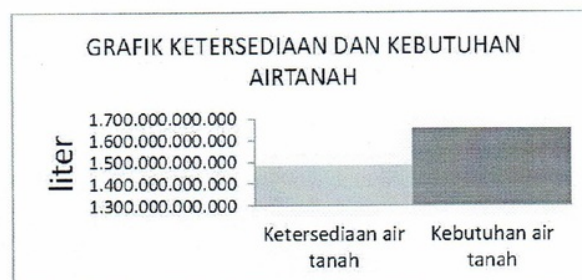 GRAFIK KETERSEDIAAN DAN KEBUTUHAN
AIRTANAH
liter
1.700.000.000.000
1.600.000.000.000
1.500.000.000.000
1.400.000.000.000
1.300.000.000.000
Ketersediaan air
tanah
Kebutuhan air
tanah